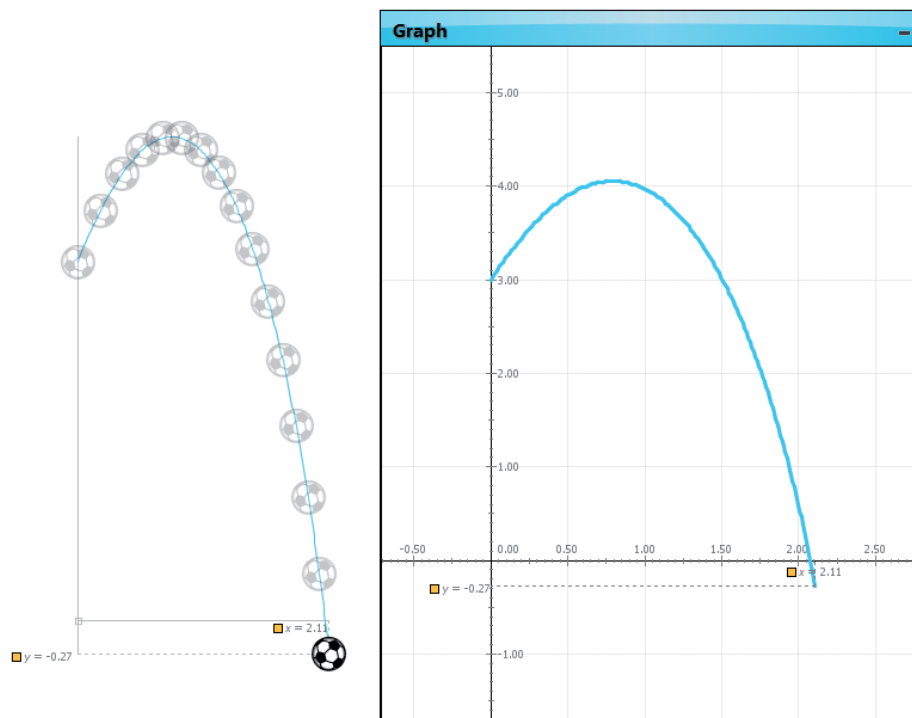 Graph
5.00
4.00
3.00
2.00
1.00
-0.50 0.00 0.50 1.00 1.50 2.00 2.50
x = 2.11
y = -0.27
-1.00
x = 2.11
y = -0.27